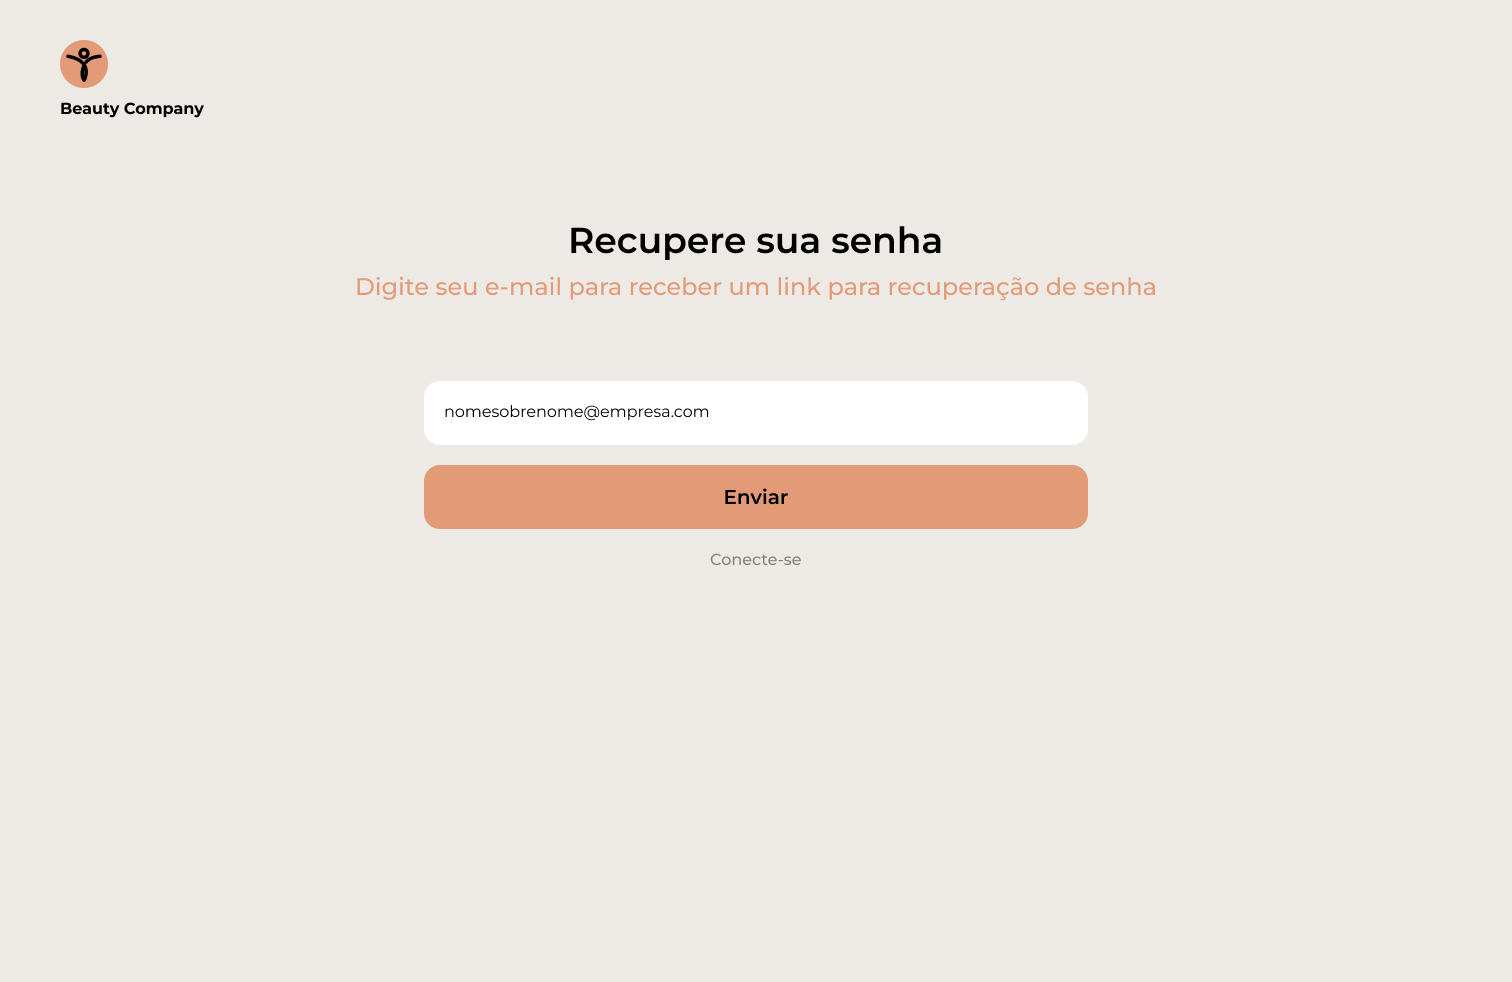 Beauty Company
Recupere sua senha
Digite seu e-mail para receber um link para recuperação de senha
nomesobrenome@empresa.com
Enviar
Conecte-se